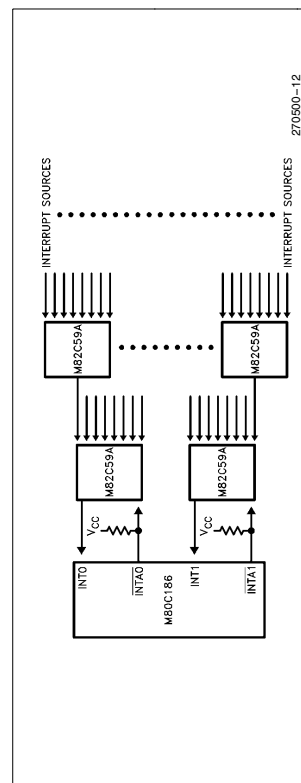 INTERRUPT SOURCES
M82C59A
INT0
VCC
M82C59A
INTA0
M80C186
INT1
VCC
M82C59A
INTA1
M82C59A
INTERRUPT SOURCES
270500-12